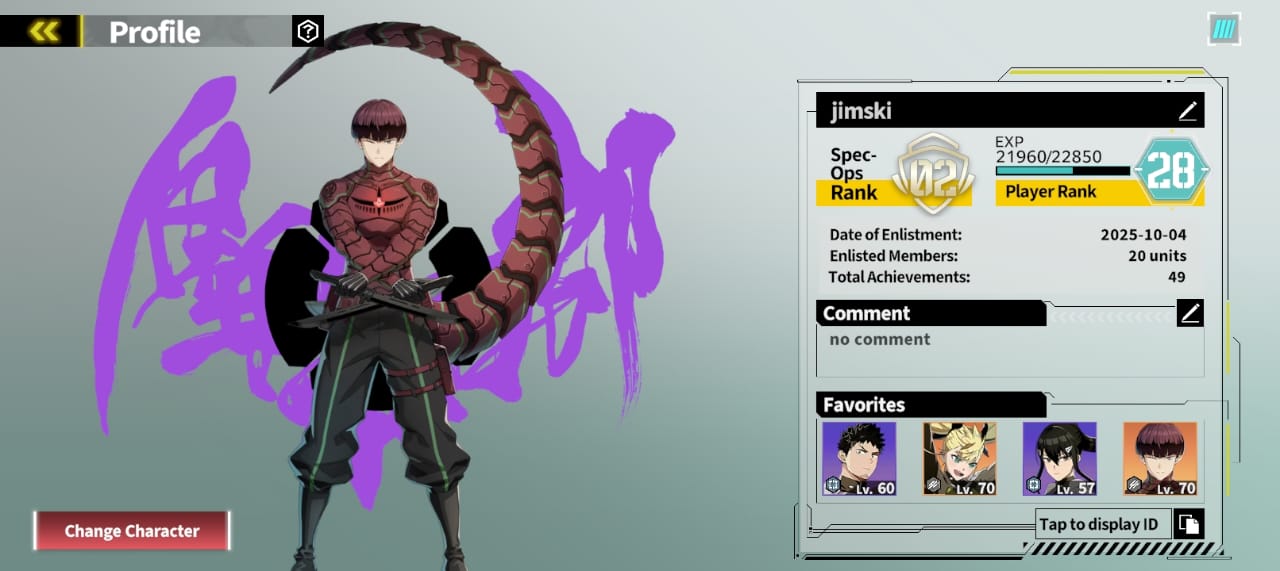 Profile
jimski
Spec-
Ops
Rank
02
EXP
21960/22850
Player Rank
28
Date of Enlistment: 2025-10-04
Enlisted Members: 20 units
Total Achievements: 49
Comment
no comment
Favorites
Lv. 60
Lv. 70
Lv. 57
Lv. 70
Change Character
Tap to display ID